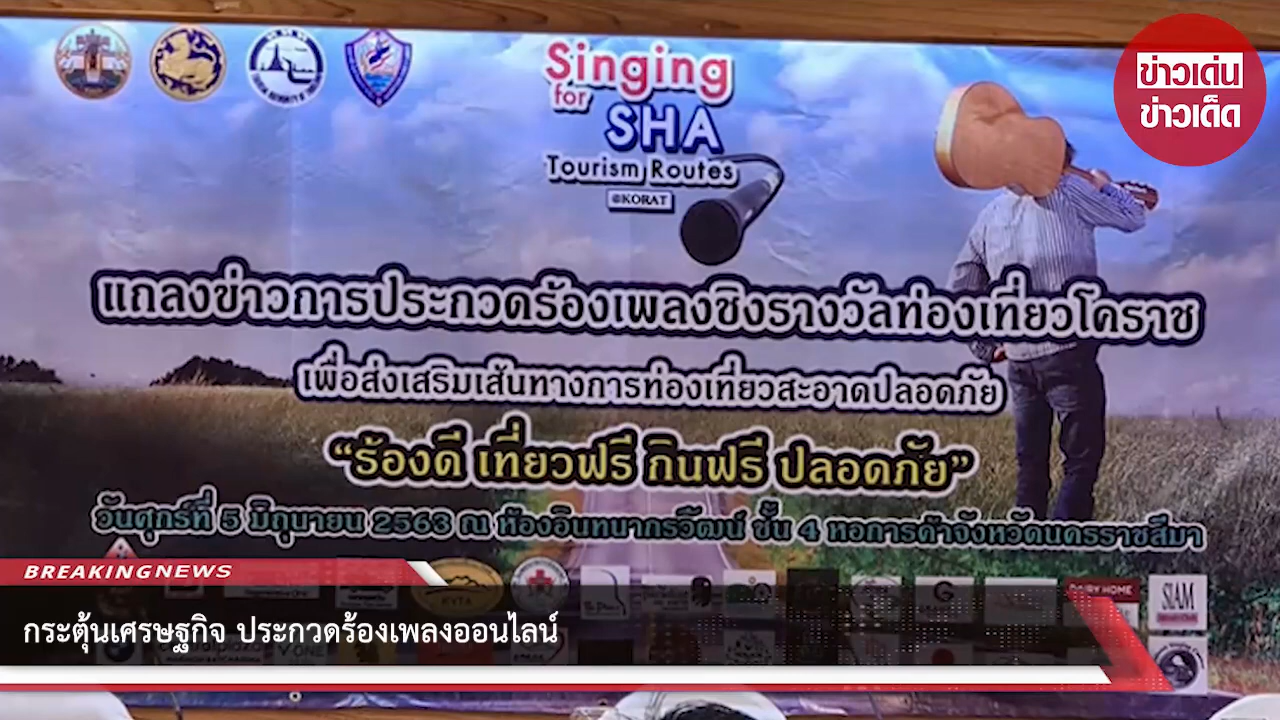 Singing
for
SHA
Tourism Routes
@KORAT
ข่าวเด่น
ข่าวเด็ด
แถลงข่าวการประกวดร้องเพลงชิงรางวัลท่องเที่ยวโคราช
เพื่อส่งเสริมเส้นทางการท่องเที่ยวสะอาดปลอดภัย
“ร้องดี เที่ยวฟรี กินฟรี ปลอดภัย”
วันศุกร์ที่ 5 มิถุนายน 2563 ณ ห้องอินทนากรวิวัฒน์ ชั้น 4 หอการค้าจังหวัดนครราชสีมา
BREAKING NEWS
KVTA
DAIRY HOME
SIAM
กระตุ้นเศรษฐกิจ ประกวดร้องเพลงออนไลน์
V-ONE